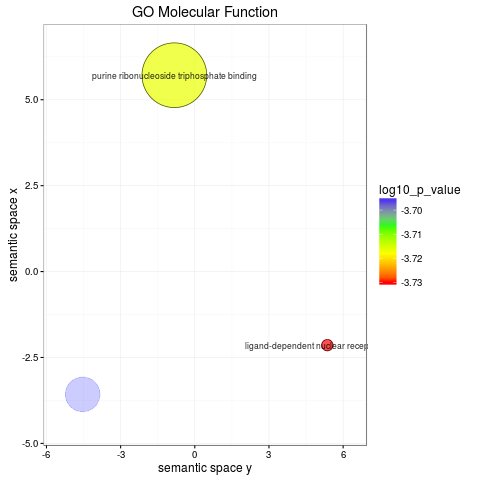 GO Molecular Function
purine ribonucleoside triphosphate binding
ligand-dependent nuclear recep
semantic space x
5.0
2.5
0.0
-2.5
-5.0
-6
-3
0
3
6
semantic space y
log10_p_value
-3.70
-3.71
-3.72
-3.73